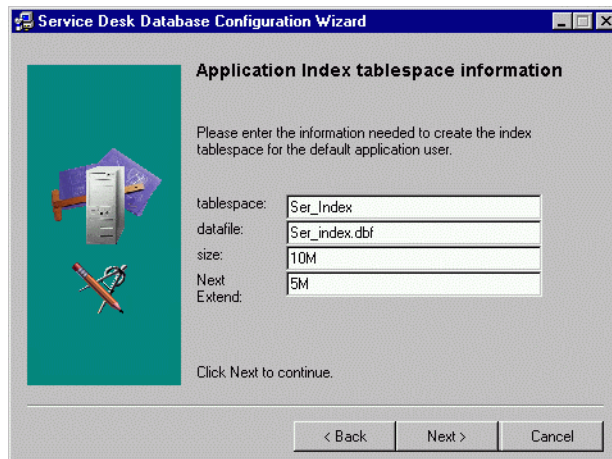 Service Desk Database Configuration Wizard
Application Index tablespace information
Please enter the information needed to create the index
tablespace for the default application user.
tablespace: Ser_Index
datafile: Ser_index.dbf
size: 10M
Next
Extend: 5M
Click Next to continue.
< Back Next > Cancel